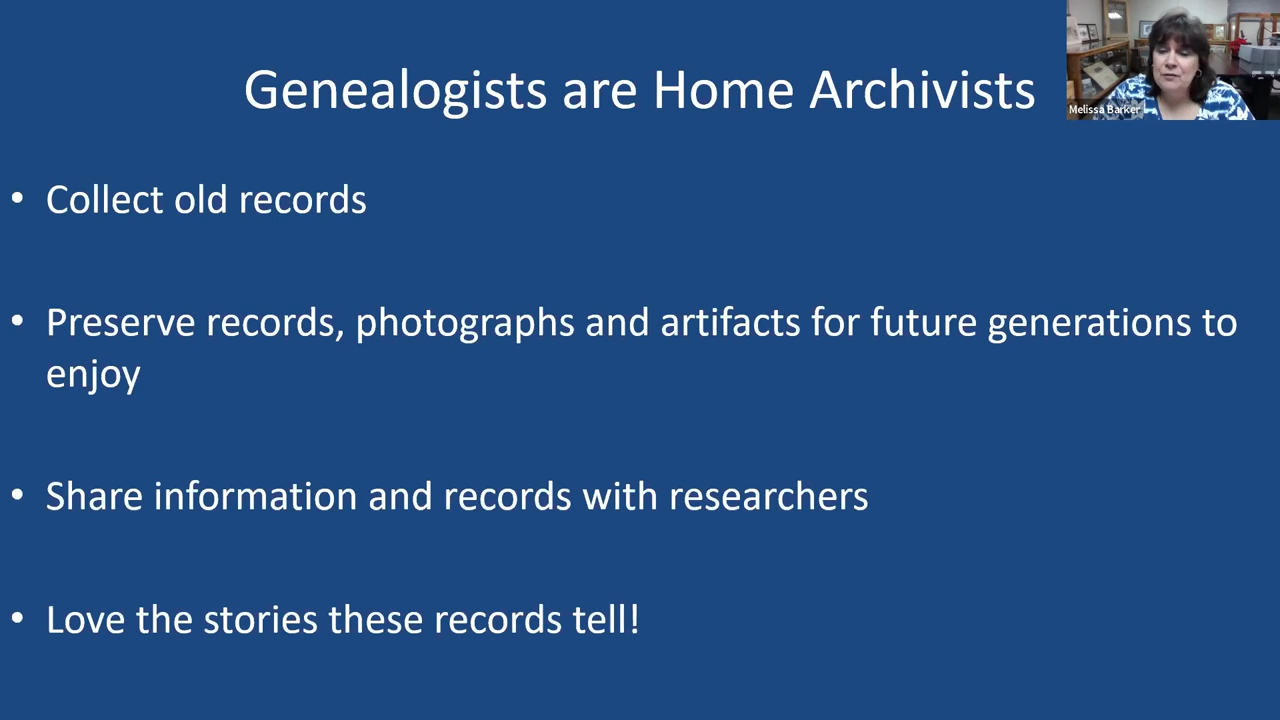 Genealogists are Home Archivists
Melissa Barker
• Collect old records
• Preserve records, photographs and artifacts for future generations to
enjoy
• Share information and records with researchers
• Love the stories these records tell!